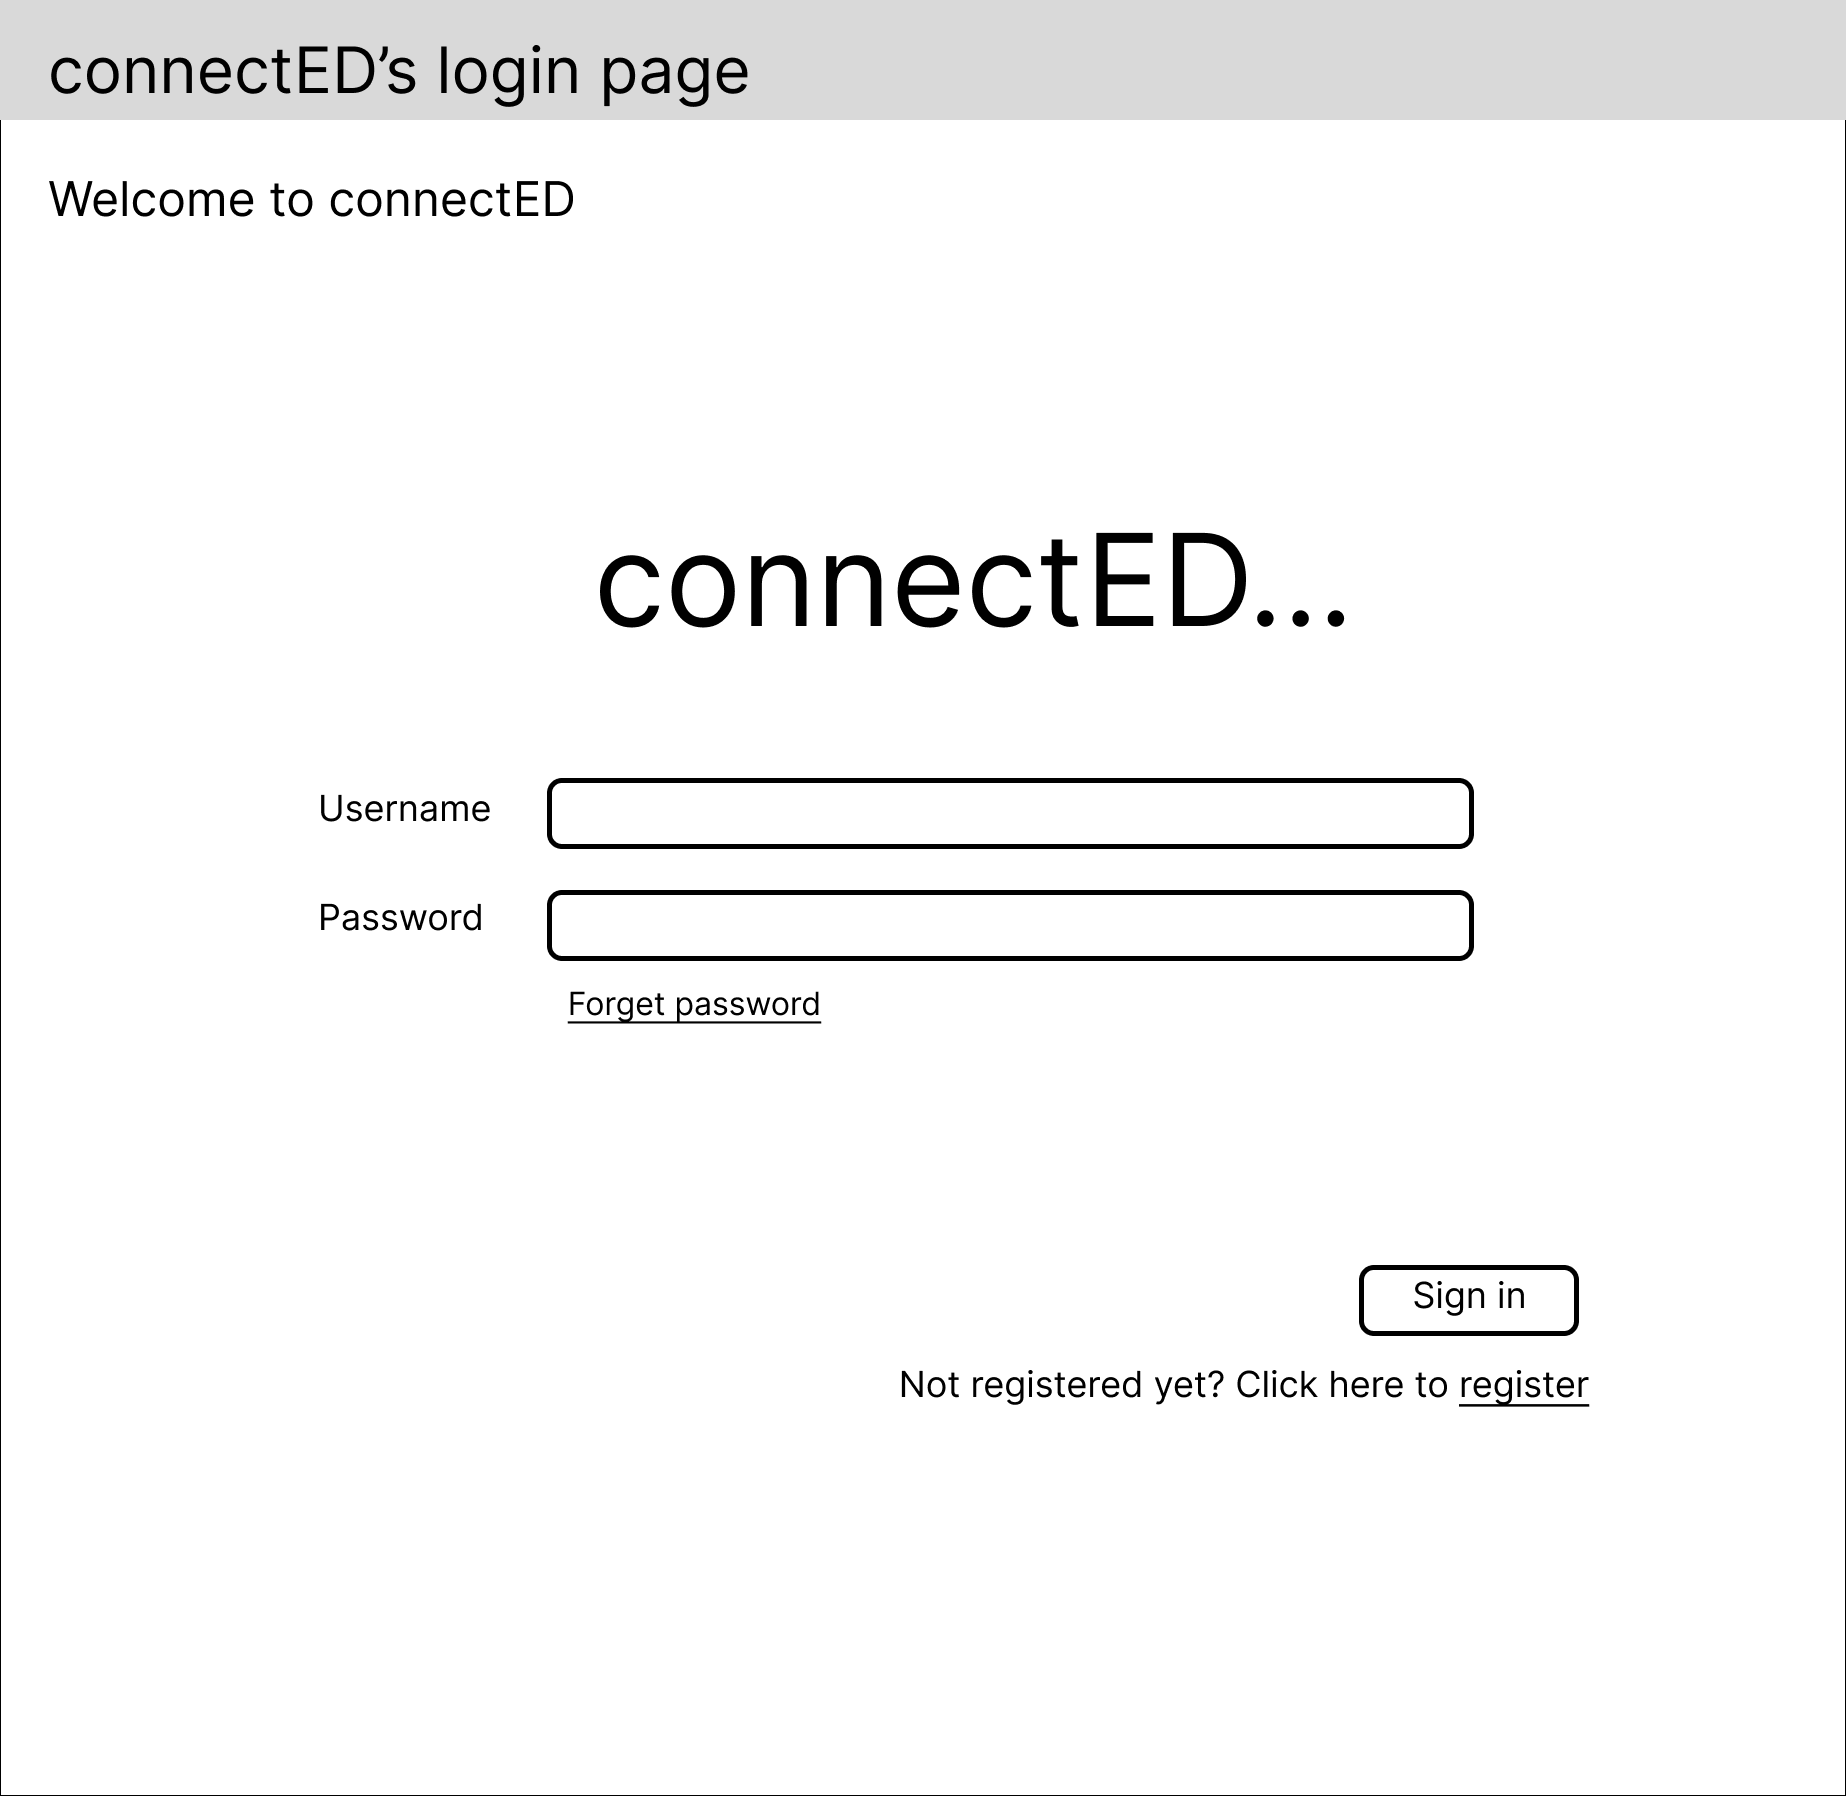 connectED’s login page
Welcome to connectED
connectED...
Username
Password
Forget password
Sign in
Not registered yet? Click here to register